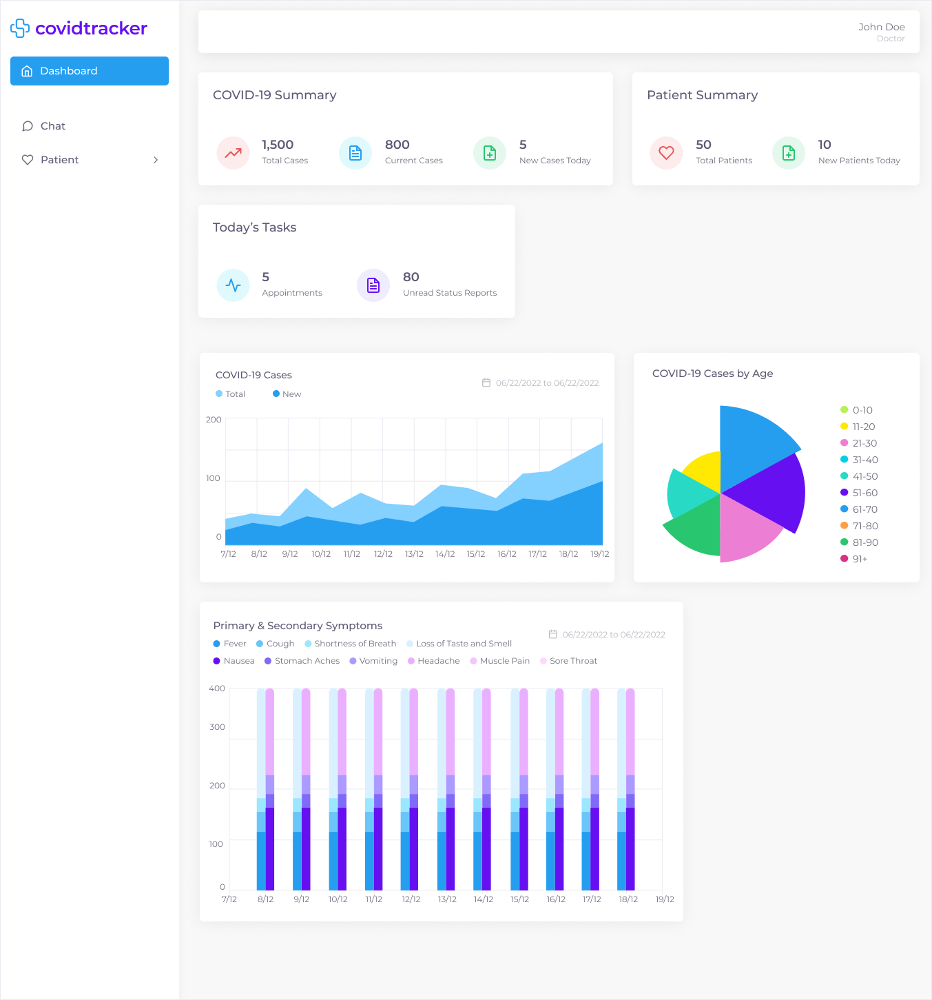 covidtracker
Dashboard
Chat
Patient
John Doe
Doctor
COVID-19 Summary
1,500
Total Cases
800
Current Cases
5
New Cases Today
Patient Summary
50
Total Patients
10
New Patients Today
Today’s Tasks
5
Appointments
80
Unread Status Reports
COVID-19 Cases
06/22/2022 to 06/22/2022
Total New
200
100
0
7/12 8/12 9/12 10/12 11/12 12/12 13/12 14/12 15/12 16/12 17/12 18/12 19/12
COVID-19 Cases by Age
0-10
11-20
21-30
31-40
41-50
51-60
61-70
71-80
81-90
91+
Primary & Secondary Symptoms
06/22/2022 to 06/22/2022
Fever Cough Shortness of Breath Loss of Taste and Smell
Nausea Stomach Aches Vomiting Headache Muscle Pain Sore Throat
400
300
200
100
0
7/12 8/12 9/12 10/12 11/12 12/12 13/12 14/12 15/12 16/12 17/12 18/12 19/12